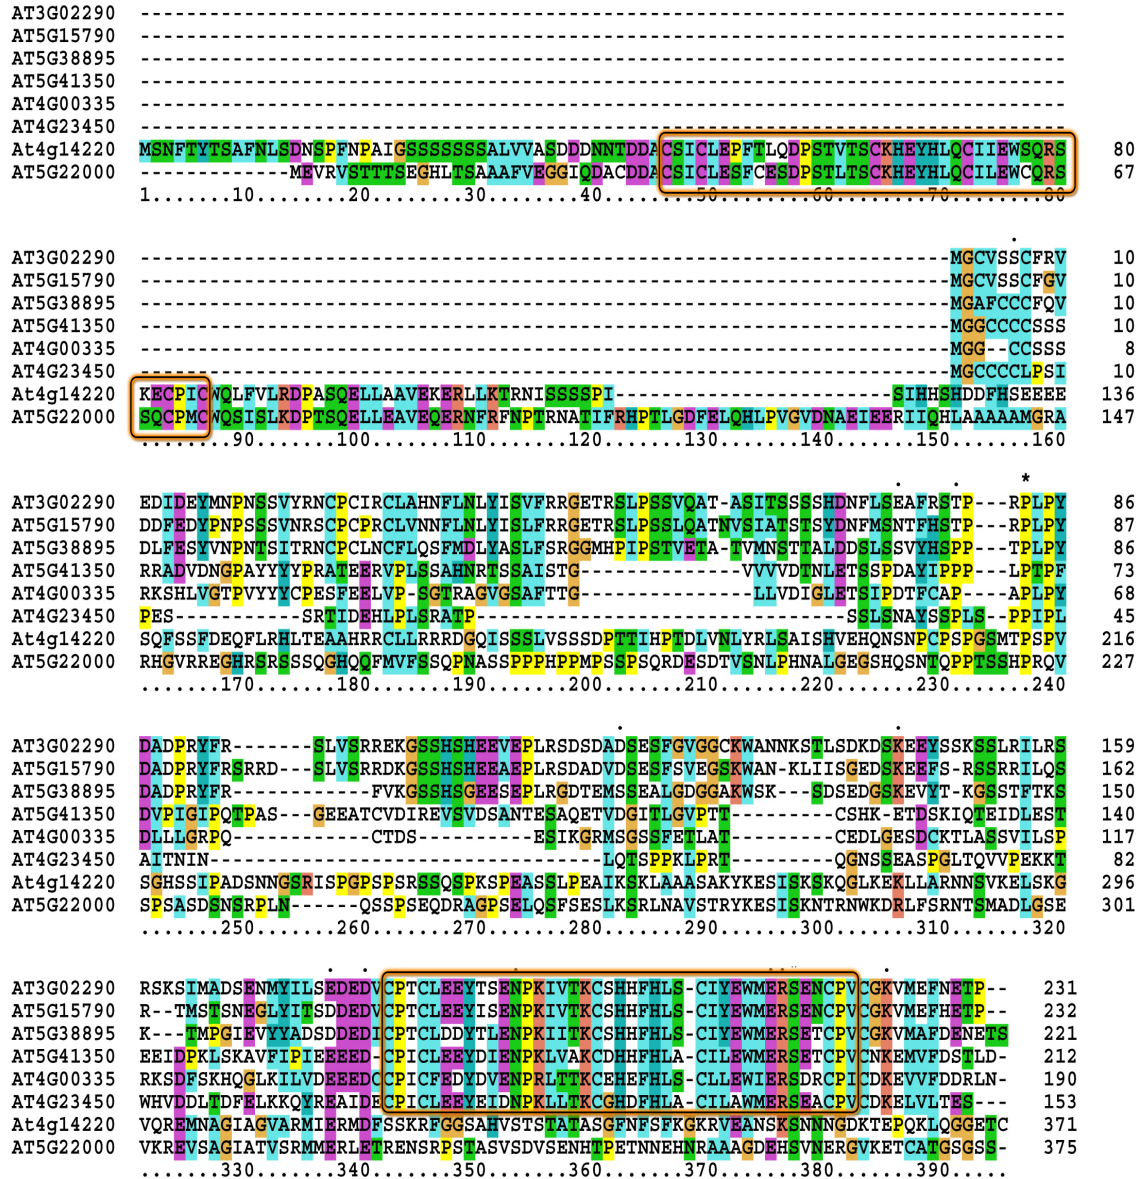 AT3G02290 --------------------------------------------------------------------------------
AT5G15790 --------------------------------------------------------------------------------
AT5G38895 --------------------------------------------------------------------------------
AT5G41350 --------------------------------------------------------------------------------
AT4G00335 --------------------------------------------------------------------------------
AT4G23450 --------------------------------------------------------------------------------
At4g14220 MSNFTYTSAFNLSDNSPFNPAIGSSSSSSSSALVVASDDDNNTDDACSICLEPFTLQDPSTVTSCKHEYHLQCIIEWSQRS 80
AT5G22000 -------------MEVRVSTTTSEGHLTSAAAFVEGGIQDACDDACSICLESFCESDPSTLTSCKHEYHLQCILEWCQRS 67
1.......10........20........30........40........50........60........70........80
.
AT3G02290 ----------------------------------------------------------------------MGCVSSCFRV 10
AT5G15790 ----------------------------------------------------------------------MGCVSSCFGV 10
AT5G38895 ----------------------------------------------------------------------MGAFCCCFQV 10
AT5G41350 ----------------------------------------------------------------------MGGCCCCSSS 10
AT4G00335 ----------------------------------------------------------------------MGG--CCSSS 8
AT4G23450 ----------------------------------------------------------------------MGCCCCLPSI 10
At4g14220 KECPICWQLFVLRDPASQELLAAVEKERLLKTRNISSSSPI------------------------SIHHSHDDFHSEEEE 136
AT5G22000 SQCPMCWQSISLKDPTSQELLEAVEQERNFRFNPTRNATIFRHPTLGDFELQHLPVGVDNAEIEERIIQHLAAAAAMGRA 147
........90.......100.......110.......120.......130.......140.......150.......160
. . *
AT3G02290 EDIDEYMNPNSSVYRNCPCIRCLAHNFLNLYISVFRRGETRSLPSSVQAT-ASITSSSSHDNFLSEAFRSTP---RPLPY 86
AT5G15790 DDFEDYPNPSSSVNRSCPCPRCLVNNFLNLYISLFRRGETRSLPSSLQATNVSIATSTSYDNFMSNTFHSTP---RPLPY 87
AT5G38895 DLFESYVNPNTSITRNCPCLNCFLQSFMDLYASLFSRGGMHPIPSTVETA-TVMNSTTALDDSLSSVYHSPP---TPLPY 86
AT5G41350 RRADVDNGPAYYYYPRATEERVPLSSAHNRTSSAISTG--------------VVVVDTNLETSSPDAYIPPP---LPTPF 73
AT4G00335 RKSHLVGTPVYYYCPESFEELVP-SGTRAGVGSAFTTG---------------LLVDIGLETSIPDTFCAP----APLPY 68
AT4G23450 PES-----------SRTIDEHLPLSRATP--------------------------------SSLSNAYSSPLS--PPIPL 45
At4g14220 SQFSSFDEQFLRHLTEAAHRRCLLRRRDGQISSSLVSSSDPTTIHPTDLVNLYRLSAISHVEHQNSNPCPSPGSMTPSPV 216
AT5G22000 RHGVRREGHRSRSSSQGHQQFMVFSSQPNASSPPPHPPMPSSPSQRDESDTVSNLPHNALGEGSHQSNTQPPTSSHPRQV 227
.......170.......180.......190.......200.......210.......220.......230.......240
. .
AT3G02290 DADPRYFR-------SLVSRREKGSSHSHEEVEPLRSDSDADSESFGVGGCKWANNKSTLSDKDSKEEYSSKSSLRILRS 159
AT5G15790 DADPRYFRSRRD---SLVSRRDKGSSHSHEEAEPLRSDADVDSESFSVEGSKWAN-KLIISGEDSKEEFS-RSSRRILQS 162
AT5G38895 DADPRYFR------------FVKGSSHSGEESEPLRGDTEMSSEALGDGGAKWSK---SDSEDGSKEVYT-KGSSTFTKS 150
AT5G41350 DVPIGIPQTPAS---GEEATCVDIREVSVDSANTESAQETVDGITLGVPTT---------CSHK-ETDSKIQTEIDLEST 140
AT4G00335 DLLLGRPQ------------CTDS----------ESIKGRMSGSSFETLAT---------CEDLGESDCKTLASSVILSP 117
AT4G23450 AITNIN----------------------------------LQTSPPKLPRT---------QGNSSEASPGLTQVVPEKKT 82
At4g14220 SGHSSIPADSNNGSRISPGPSPSRSSQSPKSPEASSLPEAIKSKLAAASAKYKESISKSKQGLKEKLLARNNSVKELSKG 296
AT5G22000 SPSASDSNSRPLN------QSSPSEQDRAGPSELQSFSESLKSRLNAVSTRYKESISKNTRNWKDRLFSRNTSMADLGSE 301
.......250.......260.......270.......280.......290.......300.......310.......320
. . . .. .. .
AT3G02290 RSKSIMADSENMYILSEDEDVCPTCLEEYTSENPKIVTKCSHHFHLS-CIYEWMERSENCPVCGKVMEFNETP-- 231
AT5G15790 R--TMSTSNEGLYITSDDEDVCPTCLEEYTSENPKIVTKCSHHFHLS-CIYEWMERSENCPVCGKVMEFHETP-- 232
AT5G38895 K---TMPGIEVYYADSDDEDICPTCLDDYTLENPKIITKCSHHFHLS-CIYEWMERSETCPVCGKVMAFDENETS 221
AT5G41350 EEIDPKLSKAVFIPIEEEEED-CPICLEEYDIENPKLVAKCDHHFHLA-CILEWMERSETCPVCNKEMVFDSTLD- 212
AT4G00335 RKSDFSKHQGLKILVDEEEDCCPICFEDYDVENPRLTTKCEHEFHLS-CLLEWIERSDRCPICDKEVVFDDRLN- 190
AT4G23450 WHVDDLTDFELKKQYREAIDECPICLEEYEIDNPKLLTKCGHDFHLA-CILAWMERSEACPVCDKELVLTES--- 153
At4g14220 VQREMNAGIAGVARMIERMDFSSKRFGGSAHVSTSTATASGFNFSFKGKRVEANSKSNNNGDKTEPQKLQGGETC 371
AT5G22000 VKREVSAGIATVSRMMERLETRENSRPSTASVSDVSENHTPETNNEHNRAAAGDEHSVNERGVKETCATGSGSS- 375
.......330.......340.......350.......360.......370.......380.......390.....